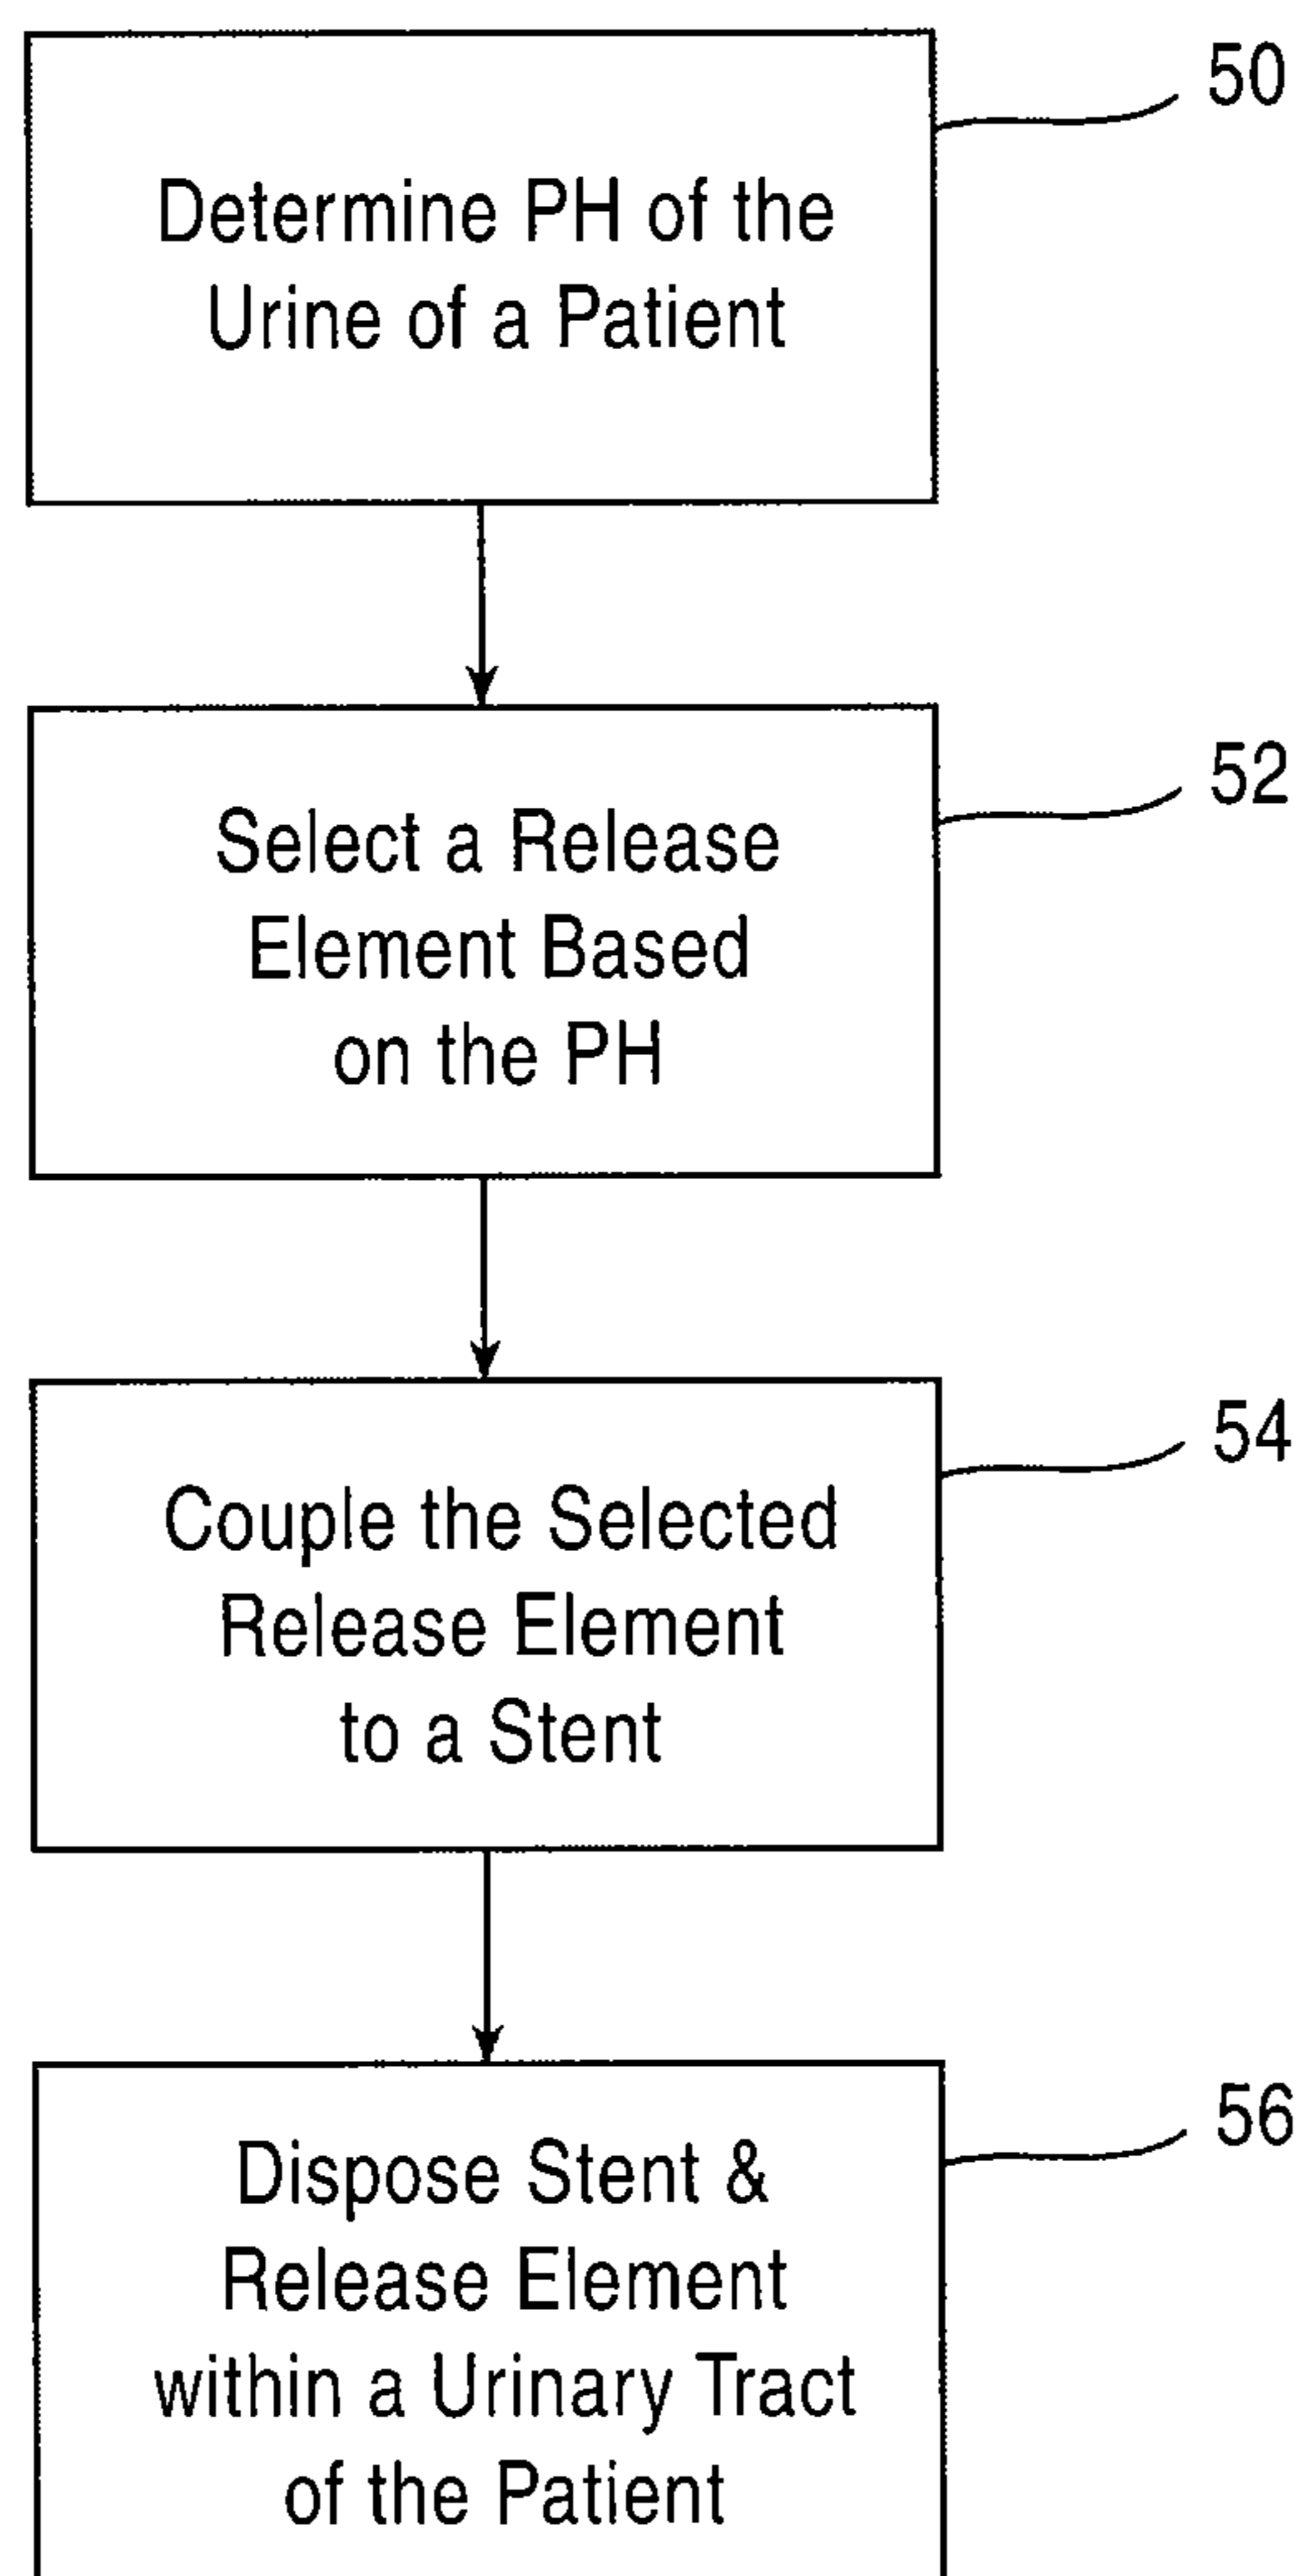 50
Determine PH of the
Urine of a Patient
52
Select a Release
Element Based
on the PH
54
Couple the Selected
Release Element
to a Stent
56
Dispose Stent &
Release Element
within a Urinary Tract
of the Patient